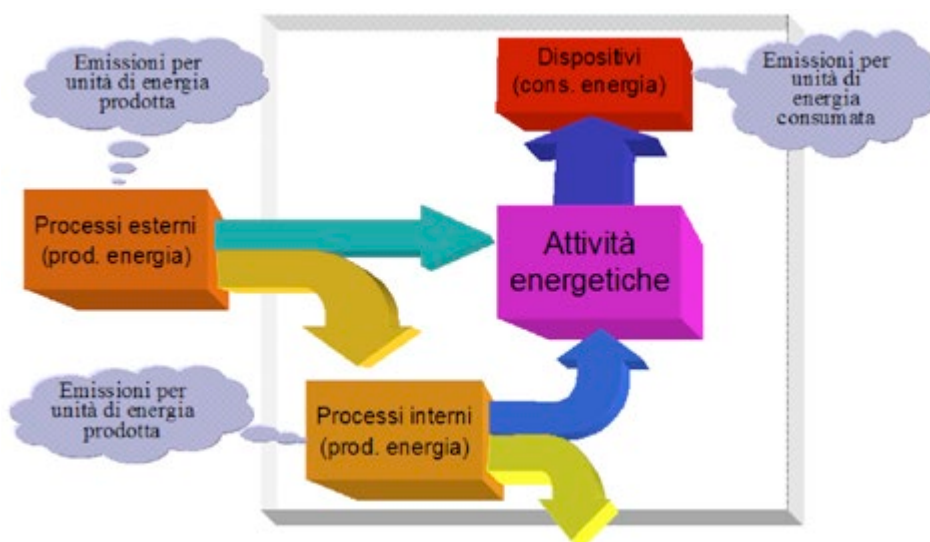 Emissioni per
unità di energia
prodotta
Dispositivi
(cons. energia)
Emissioni per
unità di
energia
consumata
Processi esterni
(prod. energia)
Attività
energetiche
Emissioni per
unità di energia
prodotta
Processi interni
(prod. energia)